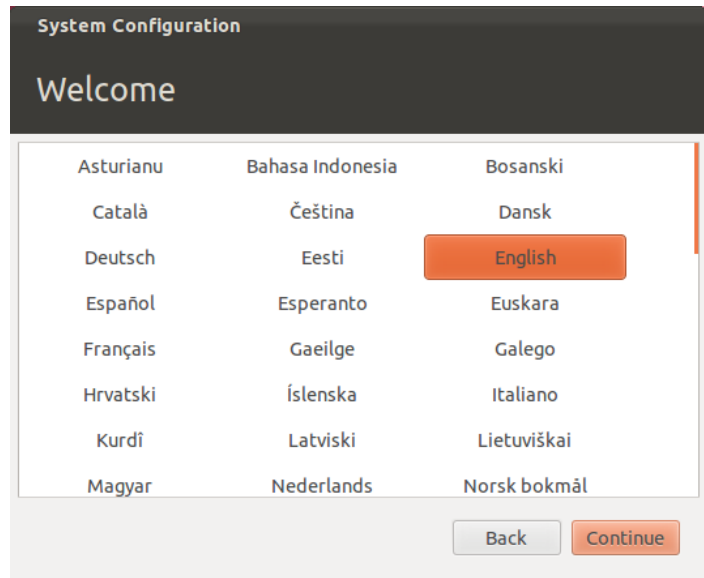 System Configuration
Welcome
Asturianu Bahasa Indonesia Bosanski
Català Čeština Dansk
Deutsch Eesti English
Español Esperanto Euskara
Français Gaeilge Galego
Hrvatski Íslenska Italiano
Kurdî Latviski Lietuviškai
Magyar Nederlands Norsk bokmål
Back Continue